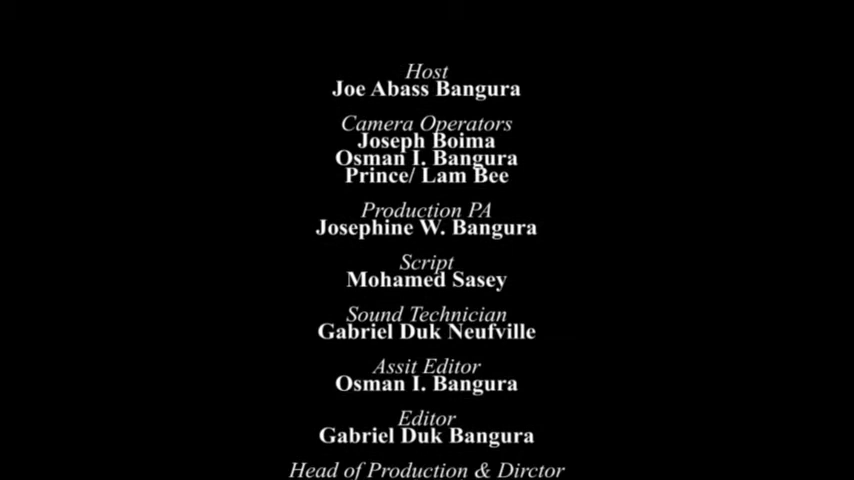 Host
Joe Abass Bangura
Camera Operators
Joseph Boima
Osman I. Bangura
Prince/ Lam Bee
Production PA
Josephine W. Bangura
Script
Mohamed Sasey
Sound Technician
Gabriel Duk Neufville
Assit Editor
Osman I. Bangura
Editor
Gabriel Duk Bangura
Head of Production & Dirctor